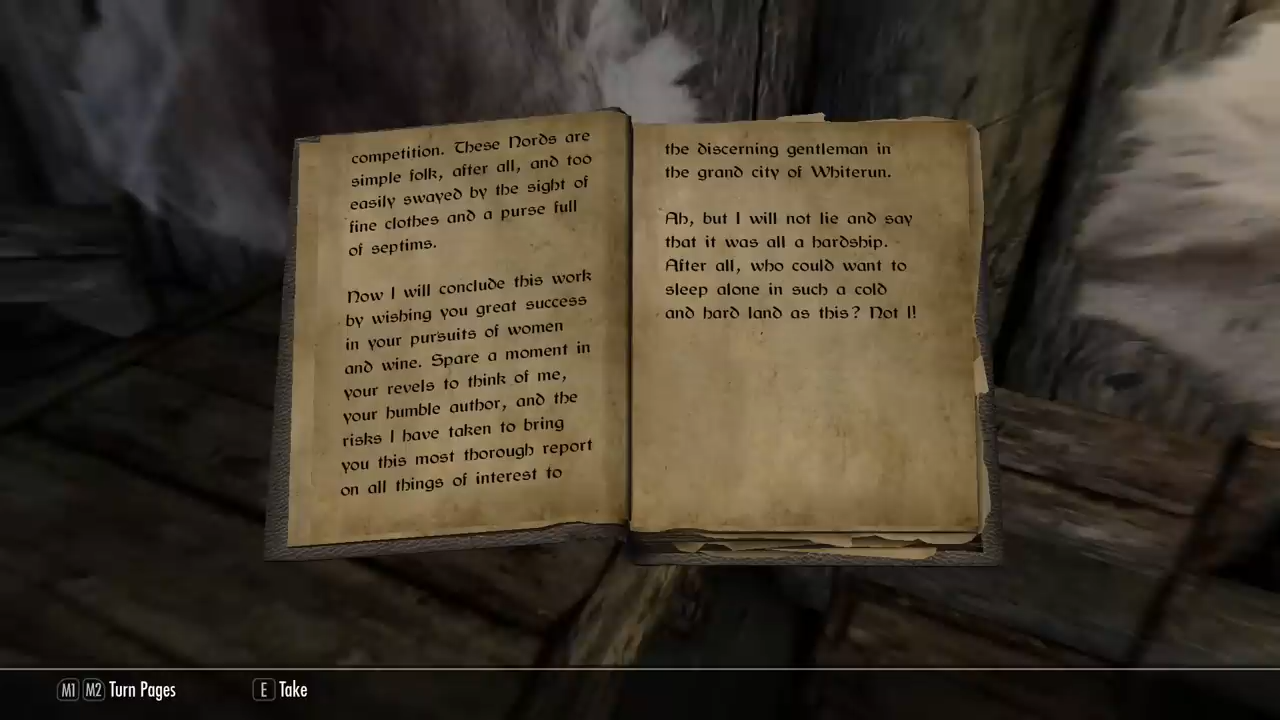 competition. These Nords are
simple folk, after all, and too
easily swayed by the sight of
fine clothes and a purse full
of septims.
Now I will conclude this work
by wishing you great success
in your pursuits of women
and wine. Spare a moment in
your revels to think of me,
your humble author, and the
risks I have taken to bring
you this most thorough report
on all things of interest to
the discerning gentleman in
the grand city of Whiterun.
Ah, but I will not lie and say
that it was all a hardship.
After all, who could want to
sleep alone in such a cold
and hard land as this? Not I!
M1 M2 Turn Pages E Take